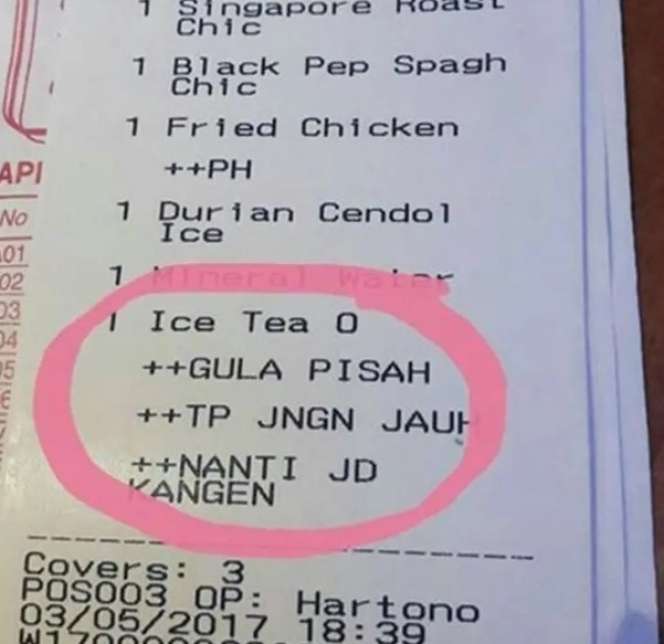 1 Singapore Roast
Chic
1 Black Pep Spagh
Chic
1 Fried Chicken
++PH
1 Durian Cendol
Ice
1 Mineral Water
1 Ice Tea O
++GULA PISAH
++TP JNGN JAUH
++NANTI JD
KANGEN
Covers: 3
POS003 OP: Hartono
03/05/2017 18:39
API
No
01
02
03
04